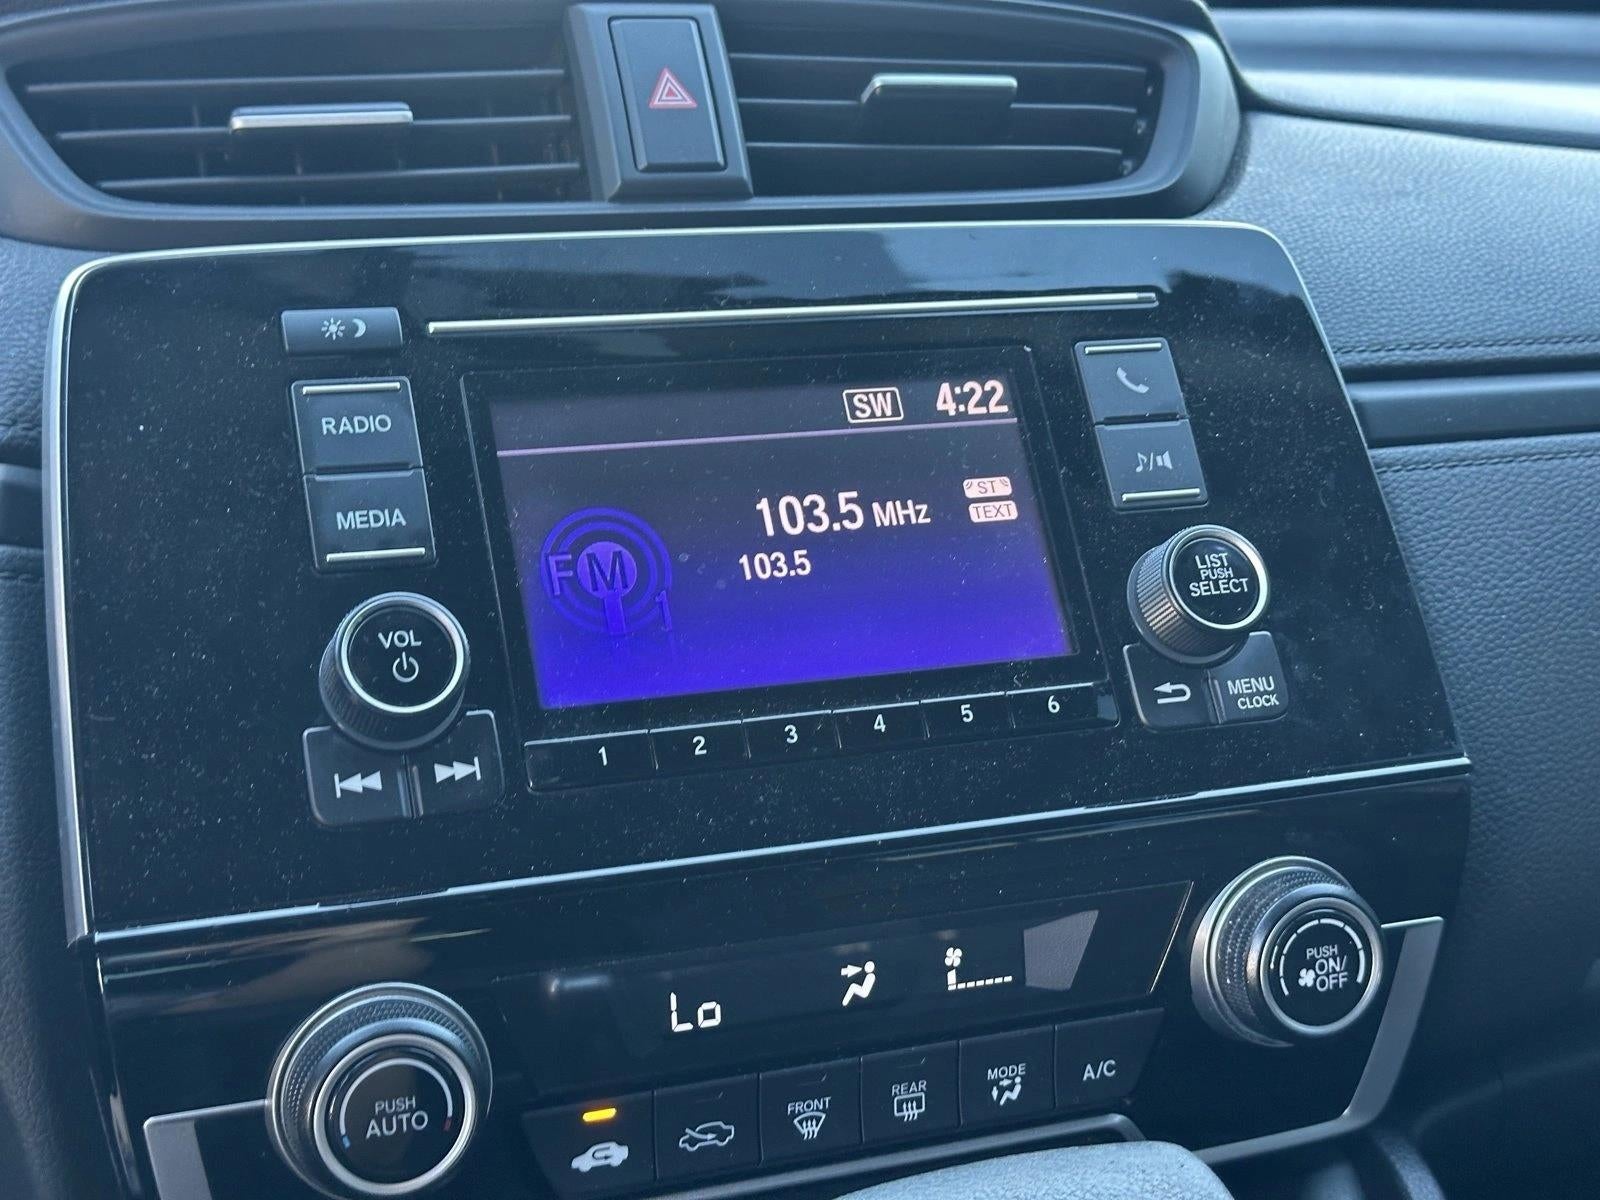 SW 4:22
RADIO
MEDIA
103.5 MHz
ST
TEXT
103.5
FM
1
VOL
LIST
PUSH
SELECT
MENU
CLOCK
1 2 3 4 5 6
Lo
PUSH
ON/
OFF
PUSH
AUTO
FRONT
REAR
MODE
A/C